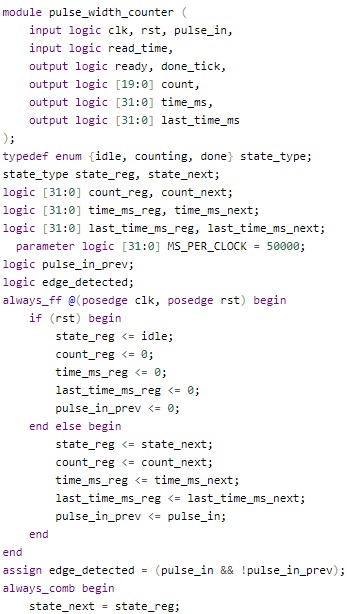 module pulse_width_counter (
    input logic clk, rst, pulse_in,
    input logic read_time,
    output logic ready, done_tick,
    output logic [19:0] count,
    output logic [31:0] time_ms,
    output logic [31:0] last_time_ms
);
typedef enum {idle, counting, done} state_type;
state_type state_reg, state_next;
logic [31:0] count_reg, count_next;
logic [31:0] time_ms_reg, time_ms_next;
logic [31:0] last_time_ms_reg, last_time_ms_next;
  parameter logic [31:0] MS_PER_CLOCK = 50000;
logic pulse_in_prev;
logic edge_detected;
always_ff @(posedge clk, posedge rst) begin
    if (rst) begin
        state_reg <= idle;
        count_reg <= 0;
        time_ms_reg <= 0;
        last_time_ms_reg <= 0;
        pulse_in_prev <= 0;
    end else begin
        state_reg <= state_next;
        count_reg <= count_next;
        time_ms_reg <= time_ms_next;
        last_time_ms_reg <= last_time_ms_next;
        pulse_in_prev <= pulse_in;
    end
end
assign edge_detected = (pulse_in && !pulse_in_prev);
always_comb begin
    state_next = state_reg;